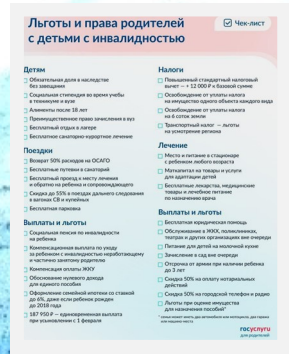 Льготы и права родителей
с детьми с инвалидностью
Чек-лист
Детям
Обязательная доля в наследстве
без завещания
Социальная стипендия во время учебы
в техникуме и вузе
Алименты после 18 лет
Преимущественное право зачисления в вуз
Бесплатный отдых в лагере
Бесплатное санаторно-курортное лечение
Поездки
Возврат 50% расходов на ОСАГО
Бесплатные путевки в санаторий
Бесплатный проезд к месту лечения
и обратно на ребенка и сопровождающего
Скидка до 55% в поездах дальнего следования
в вагонах СВ и купейных
Бесплатная парковка
Выплаты и льготы
Социальная пенсия по инвалидности
на ребенка
Компенсационная выплата по уходу
за ребенком с инвалидностью неработающему
и частично занятому родителю
Компенсация оплаты ЖКУ
Обоснование нулевого дохода
для единого пособия
Оформление семейной ипотеки со ставкой
до 6%, даже если ребенок рожден
до 2018 года
187 950 ₽ – единовременная выплата
при усыновлении с 1 февраля
Налоги
Повышенный стандартный налоговый
вычет – + 12 000 ₽ к базовой сумме
Освобождение от уплаты налога
на имущество одного объекта каждого вида
Освобождение от уплаты налога
на 6 соток земли
Транспортный налог – льготы
на усмотрение региона
Лечение
Место и питание в стационаре
с ребенком любого возраста
Маткапитал на товары и услуги
для адаптации детей
Бесплатные лекарства, медицинские
товары и лечебное питание
по назначению врача
Выплаты и льготы
Бесплатная юридическая помощь
Обслуживание в ЖКХ, поликлиниках,
театрах и других организациях вне очереди
Питание для детей на молочной кухне
Зачисление в сад вне очереди
Отсрочка от армии при наличии ребенка
до 3 лет
Скидка 50% на оплату нотариальных
действий
Скидка 50% на городской телефон и радио
Льготы при оценке имущества
для назначения пособий*
госуслуги
для родителей